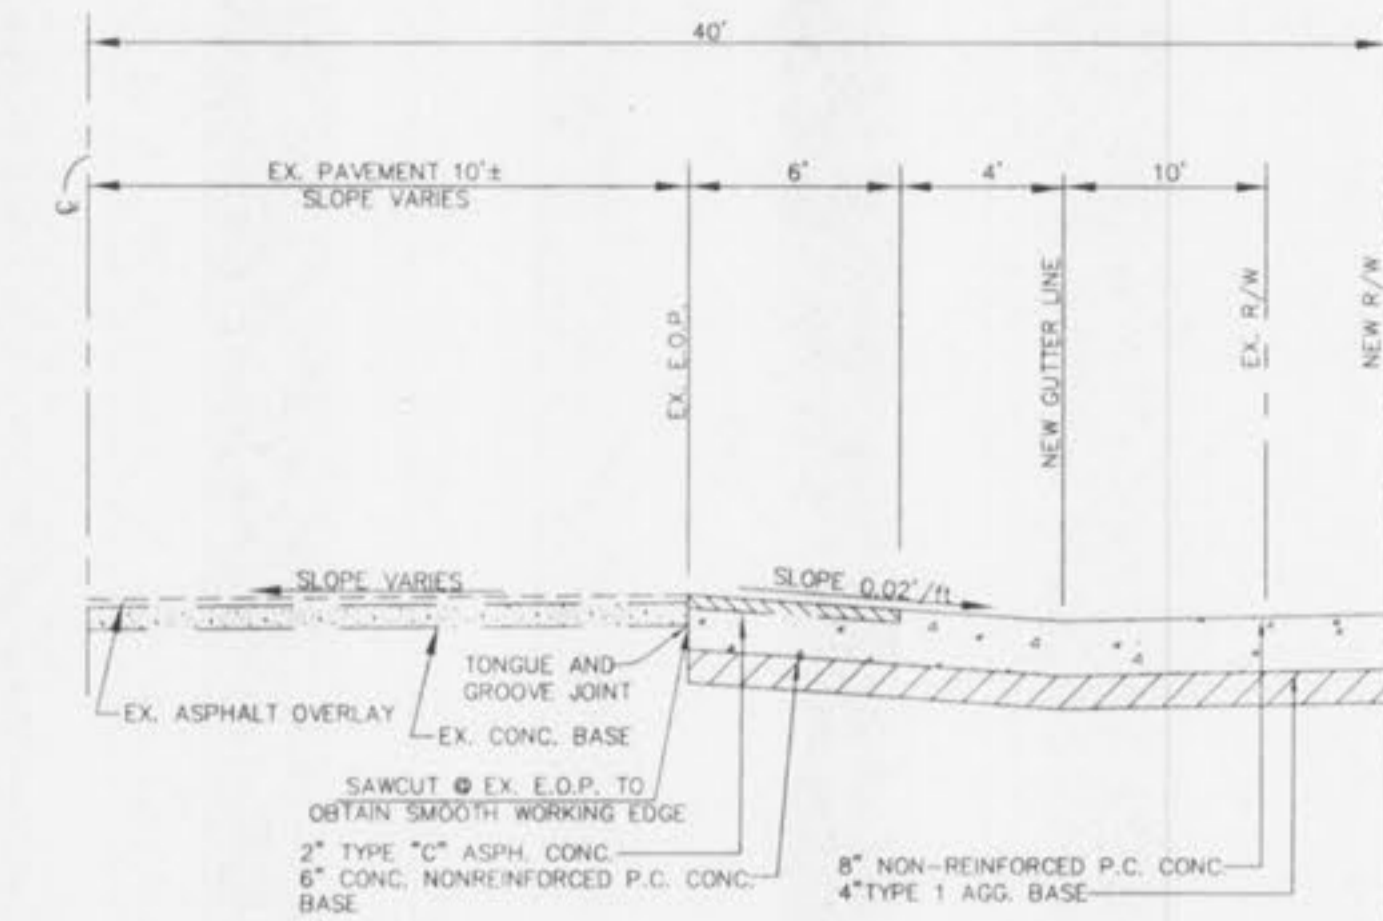 40'
EX. PAVEMENT 10'±
SLOPE VARIES
6'
4'
10'
℄
EX. E.O.P.
NEW GUTTER LINE
EX. R/W
NEW R/W
SLOPE VARIES
SLOPE 0.02'/ft
TONGUE AND
GROOVE JOINT
EX. ASPHALT OVERLAY
EX. CONC. BASE
SAWCUT @ EX. E.O.P. TO
OBTAIN SMOOTH WORKING EDGE
2" TYPE "C" ASPH. CONC.
6" CONC. NONREINFORCED P.C. CONC.
BASE
8" NON-REINFORCED P.C. CONC
4" TYPE 1 AGG. BASE